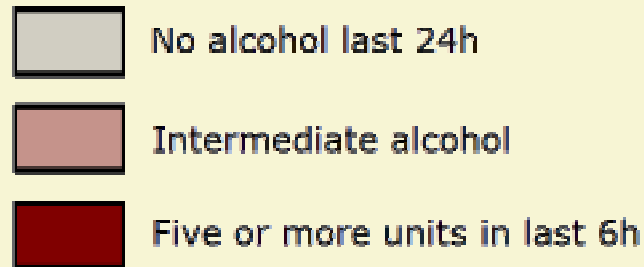 No alcohol last 24h
Intermediate alcohol
Five or more units in last 6h